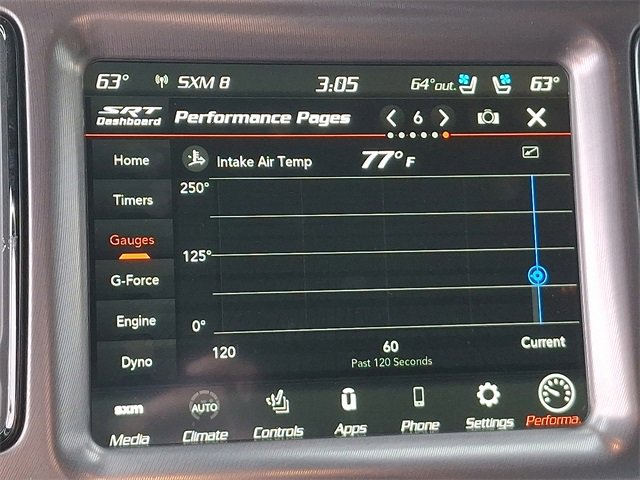 63° SXM 8 3:05 64°out. 63°
SRT Performance Pages 6
Dashboard
Home Intake Air Temp 77° F
250°
Timers
Gauges
125°
G-Force
Engine 0°
120 60 Current
Dyno Past 120 Seconds
sxm AUTO u
Media Climate Controls Apps Phone Settings Performa